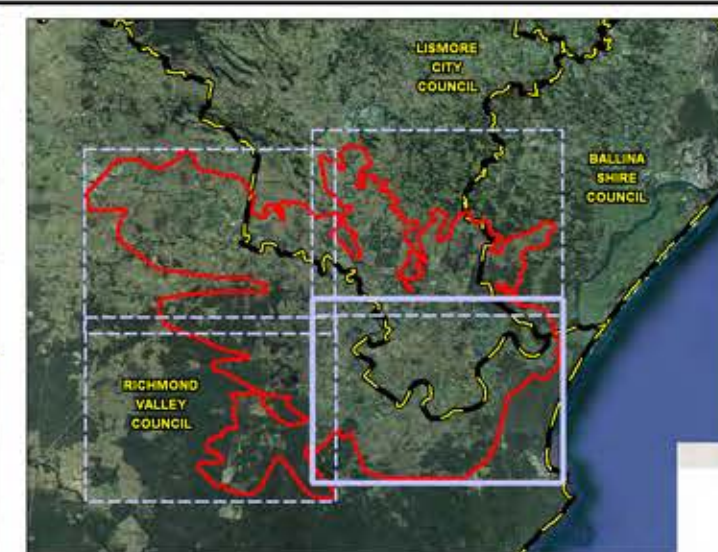 LISMORE
CITY
COUNCIL
BALLINA
SHIRE
COUNCIL
RICHMOND
VALLEY
COUNCIL